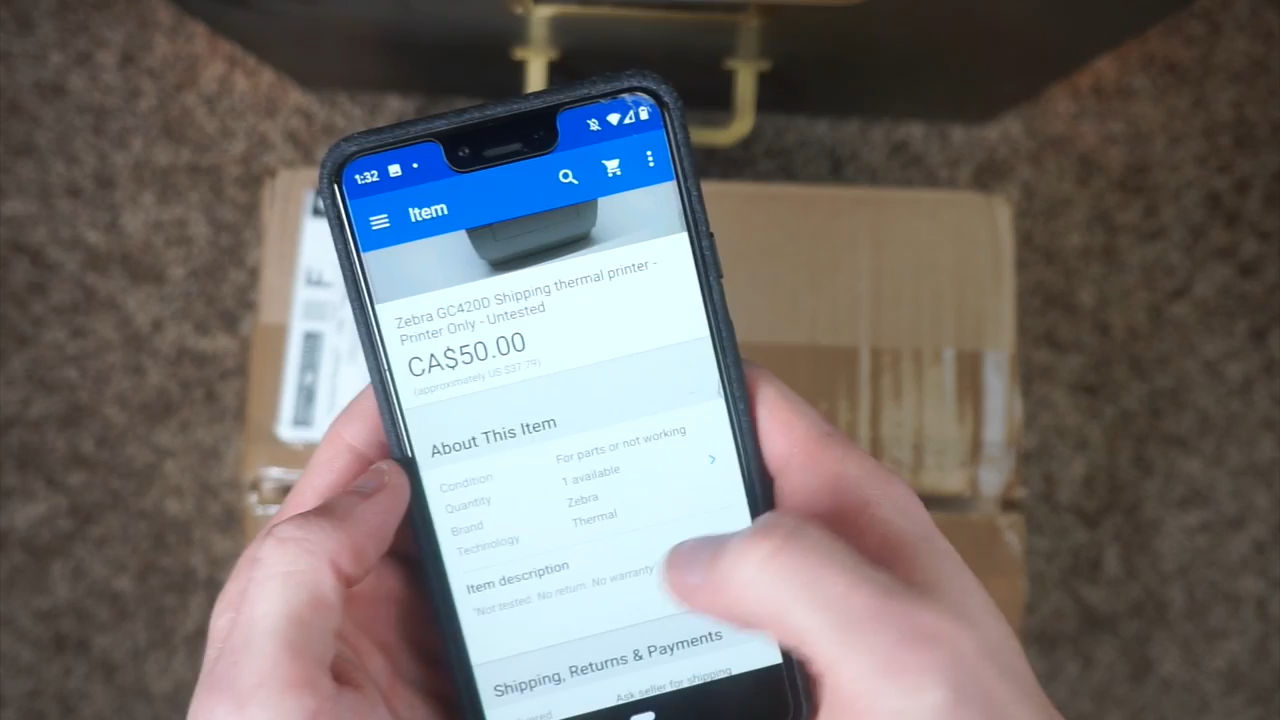 1:32
Item
Zebra GC420D Shipping thermal printer -
Printer Only - Untested
CA$50.00
(approximately US $37.79)
About This Item
Condition For parts or not working
Quantity 1 available
Brand Zebra
Technology Thermal
Item description
"Not tested. No return. No warranty
Shipping, Returns & Payments
Ask seller for shipping
F